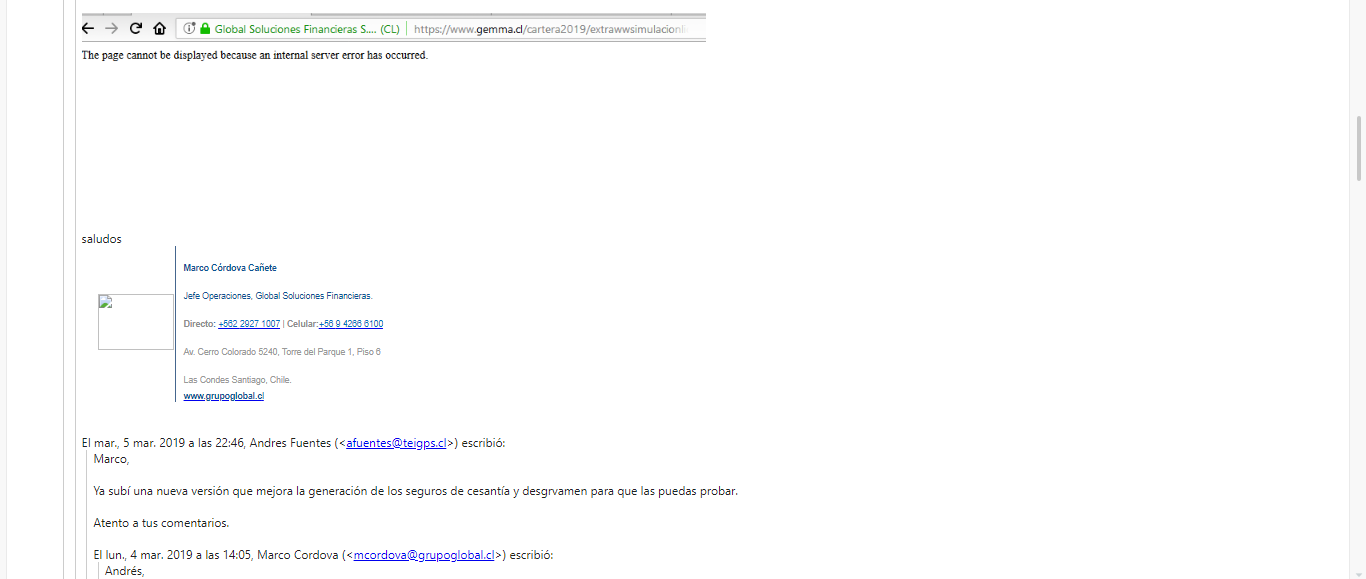 Global Soluciones Financieras S.... (CL) https://www.gemma.cl/cartera2019/extrawwsimulacionli
The page cannot be displayed because an internal server error has occurred.
saludos
Marco Córdova Cañete
Jefe Operaciones, Global Soluciones Financieras.
Directo: +562 2927 1007 | Celular:+56 9 4266 6100
Av. Cerro Colorado 5240, Torre del Parque 1, Piso 6
Las Condes Santiago, Chile.
www.grupoglobal.cl
El mar., 5 mar. 2019 a las 22:46, Andres Fuentes (<afuentes@teigps.cl>) escribió:
Marco,
Ya subí una nueva versión que mejora la generación de los seguros de cesantía y desgrvamen para que las puedas probar.
Atento a tus comentarios.
El lun., 4 mar. 2019 a las 14:05, Marco Cordova (<mcordova@grupoglobal.cl>) escribió:
Andrés,